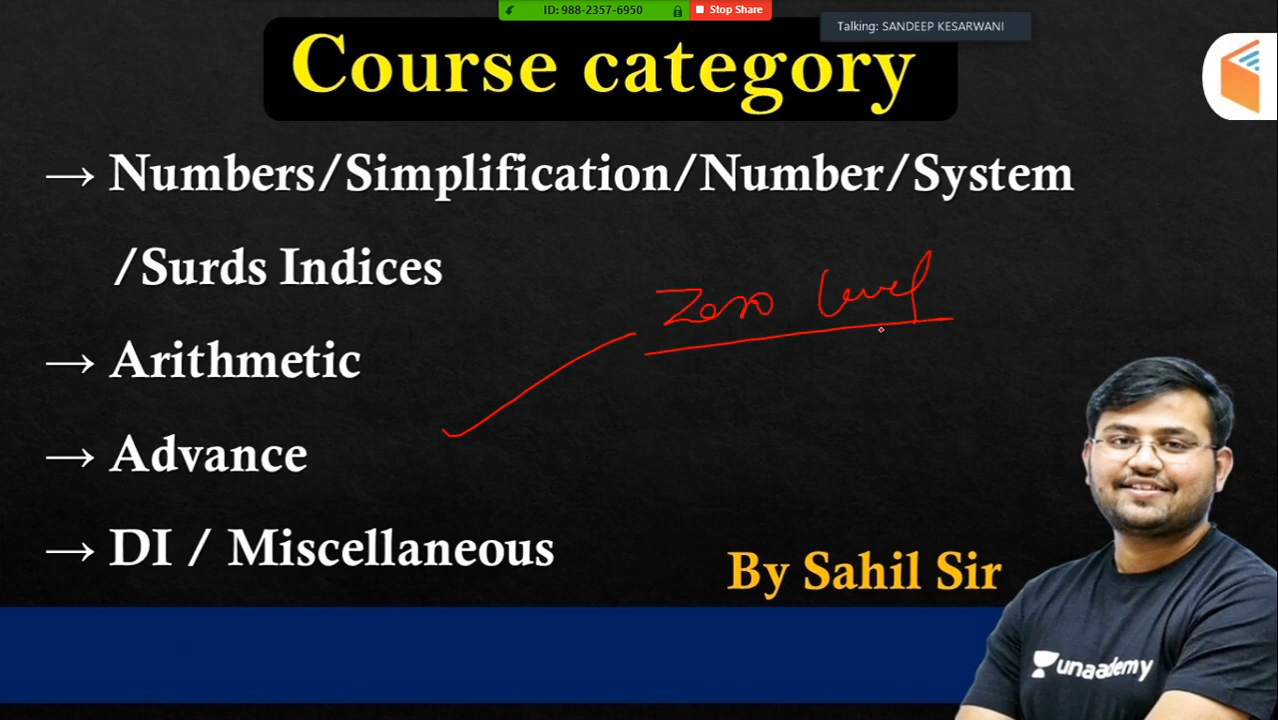 ID: 988-2357-6950 Stop Share
Talking: SANDEEP KESARWANI
Course category
→ Numbers/Simplification/Number/System
/Surds Indices
Zero level
→ Arithmetic
→ Advance
→ DI / Miscellaneous
By Sahil Sir
unacademy